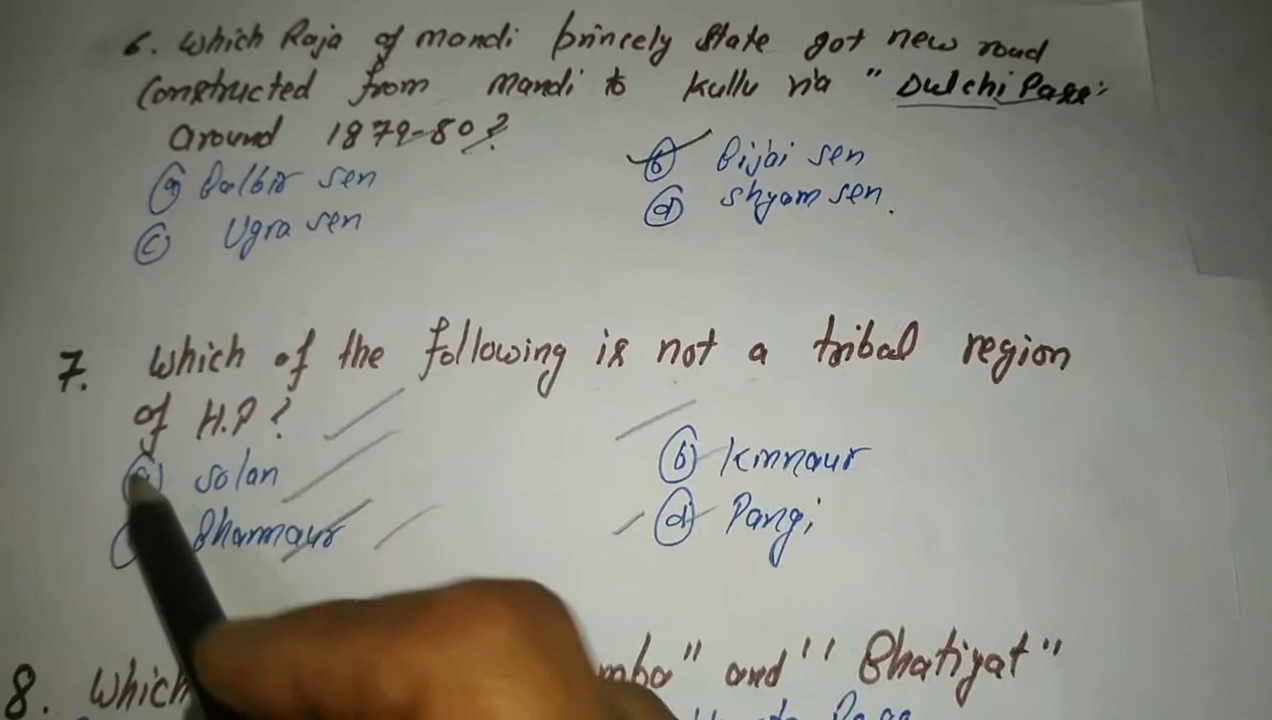 6. Which Raja of mandi princely state got new road
Constructed from mandi to kullu via "Dulchi Pass"
around 1879-80?
(a) Balbir sen (b) Bijai sen
(c) Ugra sen (d) Shyam sen.
7. Which of the following is not a tribal region
of H.P?
(a) Solan (b) Kinnaur
Bharmaur (d) Pangi
8. Which mba" and "Bhatiyat"